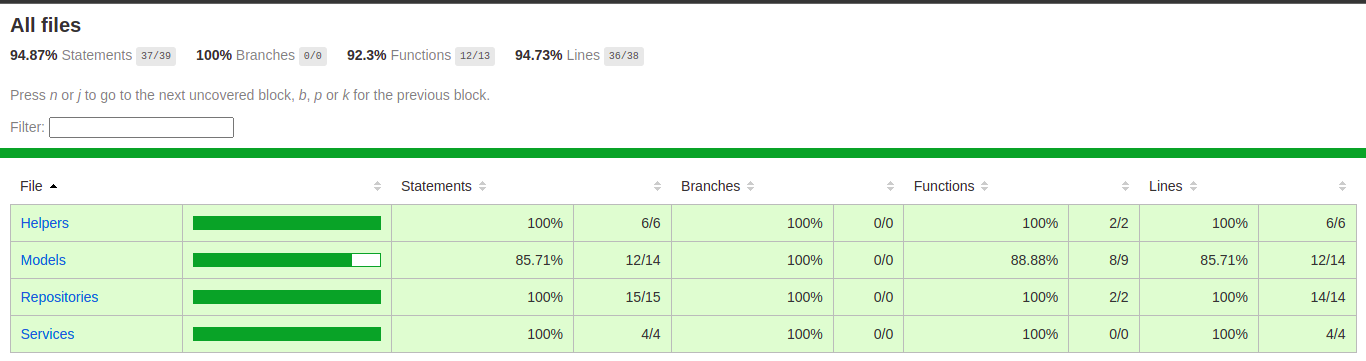 All files
94.87% Statements 37/39 100% Branches 0/0 92.3% Functions 12/13 94.73% Lines 36/38
Press n or j to go to the next uncovered block, b, p or k for the previous block.
Filter:
File Statements Branches Functions Lines
Helpers 100% 6/6 100% 0/0 100% 2/2 100% 6/6
Models 85.71% 12/14 100% 0/0 88.88% 8/9 85.71% 12/14
Repositories 100% 15/15 100% 0/0 100% 2/2 100% 14/14
Services 100% 4/4 100% 0/0 100% 0/0 100% 4/4